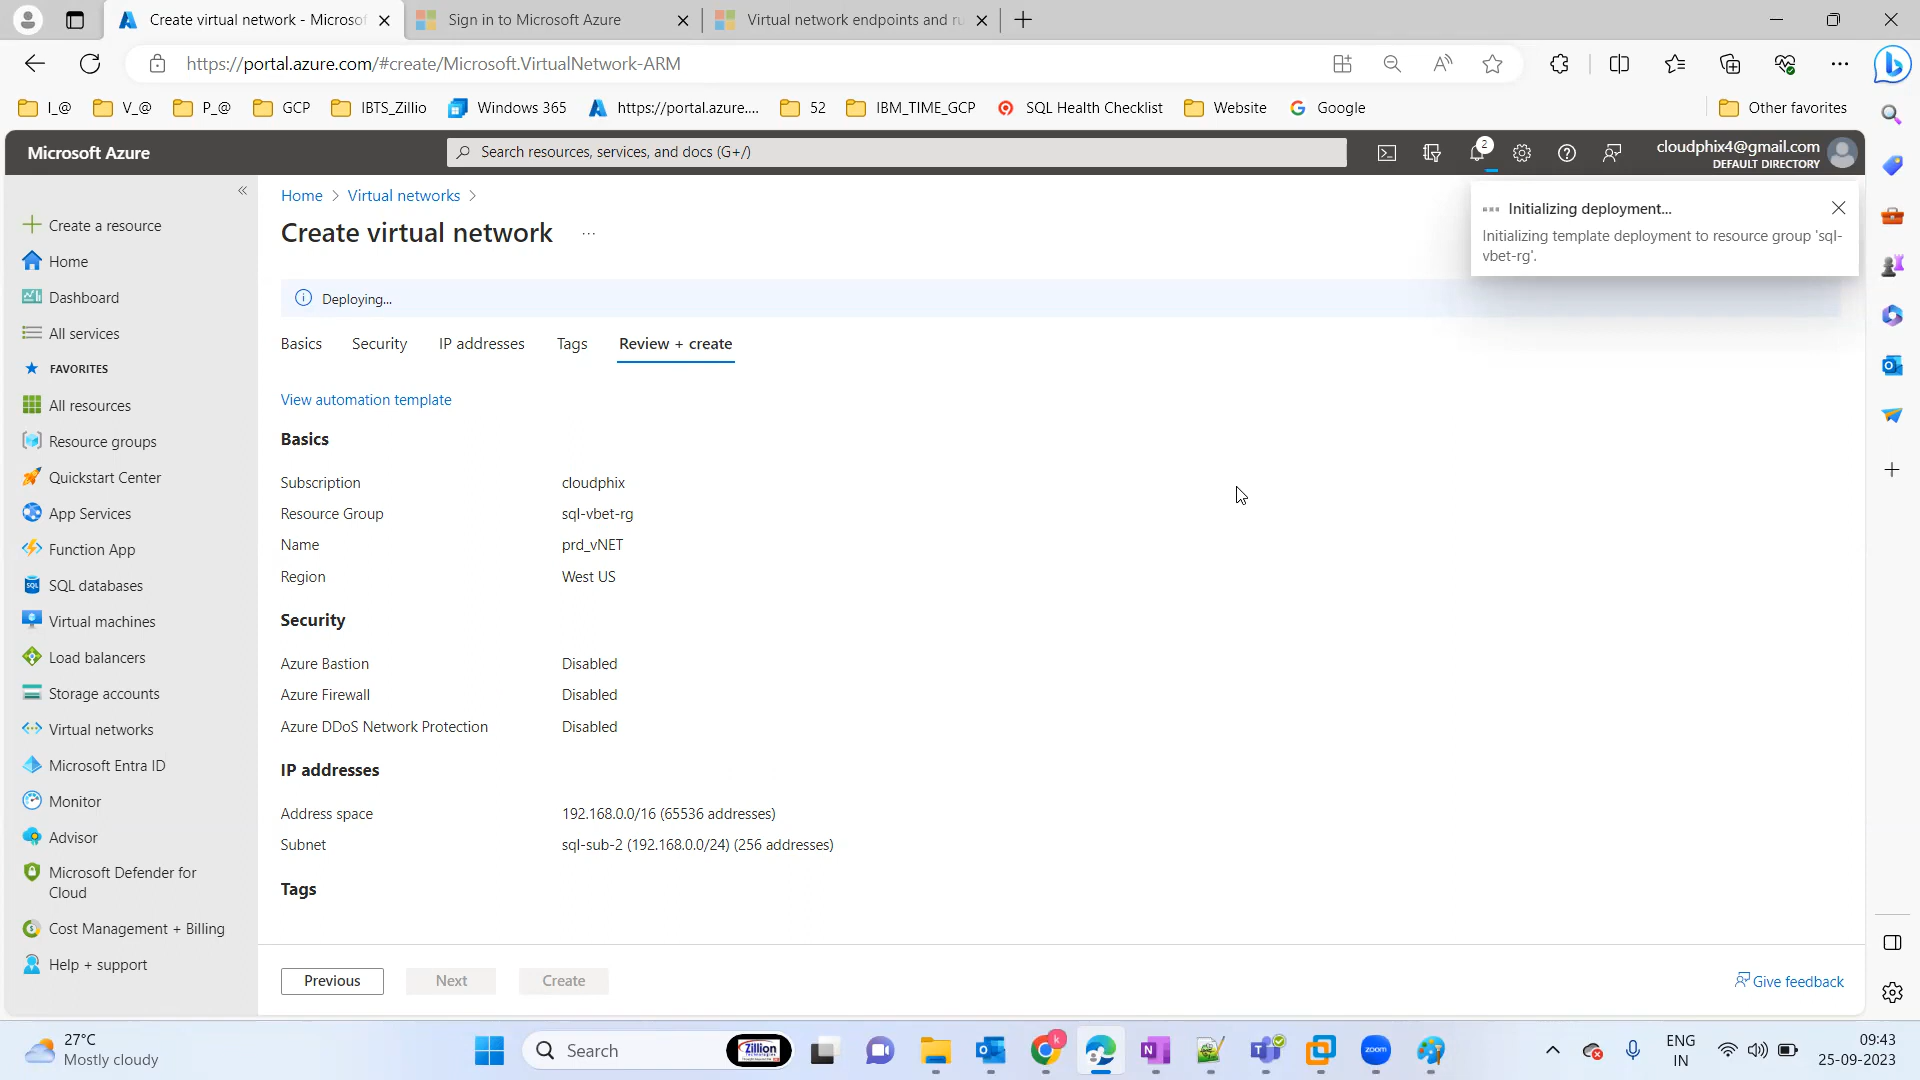 Create virtual network - Microsof
Sign in to Microsoft Azure
Virtual network endpoints and ru
https://portal.azure.com/#create/Microsoft.VirtualNetwork-ARM
I_@
V_@
P_@
GCP
IBTS_Zillio
Windows 365
https://portal.azure....
52
IBM_TIME_GCP
SQL Health Checklist
Website
Google
Other favorites
Microsoft Azure
Search resources, services, and docs (G+/)
2
cloudphix4@gmail.com
DEFAULT DIRECTORY
Home > Virtual networks >
Create virtual network ...
Initializing deployment...
Initializing template deployment to resource group 'sql-
vbet-rg'.
Create a resource
Home
Dashboard
All services
FAVORITES
All resources
Resource groups
Quickstart Center
App Services
Function App
SQL databases
Virtual machines
Load balancers
Storage accounts
Virtual networks
Microsoft Entra ID
Monitor
Advisor
Microsoft Defender for
Cloud
Cost Management + Billing
Help + support
Deploying...
Basics
Security
IP addresses
Tags
Review + create
View automation template
Basics
Subscription cloudphix
Resource Group sql-vbet-rg
Name prd_vNET
Region West US
Security
Azure Bastion Disabled
Azure Firewall Disabled
Azure DDoS Network Protection Disabled
IP addresses
Address space 192.168.0.0/16 (65536 addresses)
Subnet sql-sub-2 (192.168.0.0/24) (256 addresses)
Tags
Previous
Next
Create
Give feedback
27°C
Mostly cloudy
Search
Zillion
k
zoom
ENG
IN
09:43
25-09-2023